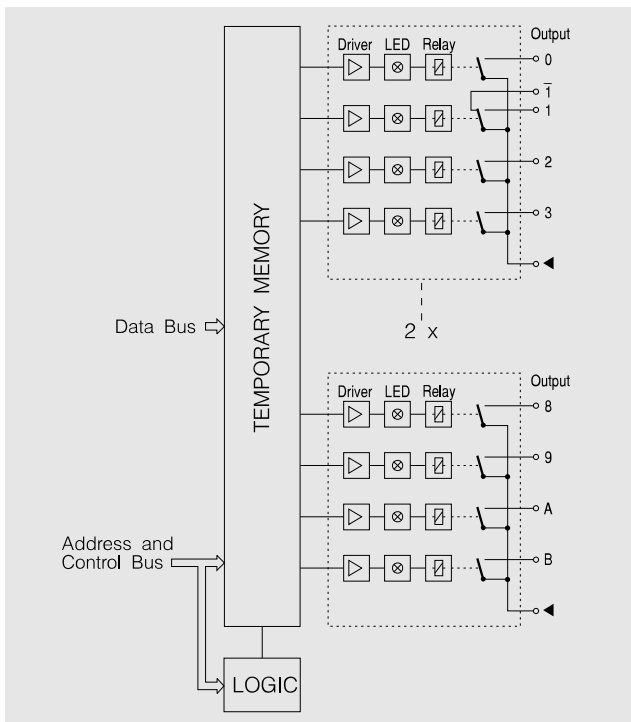 Output
Driver LED Relay
0
1̅
1
2
3
◀
2 x
TEMPORARY MEMORY
Data Bus
Output
Driver LED Relay
8
9
A
B
◀
Address and
Control Bus
LOGIC